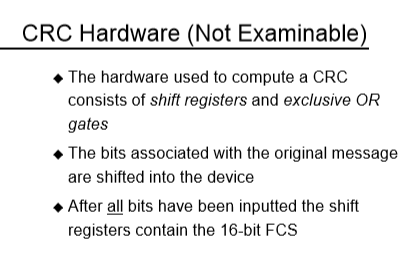 CRC Hardware (Not Examinable)
◆ The hardware used to compute a CRC
consists of shift registers and exclusive OR
gates
◆ The bits associated with the original message
are shifted into the device
◆ After all bits have been inputted the shift
registers contain the 16-bit FCS